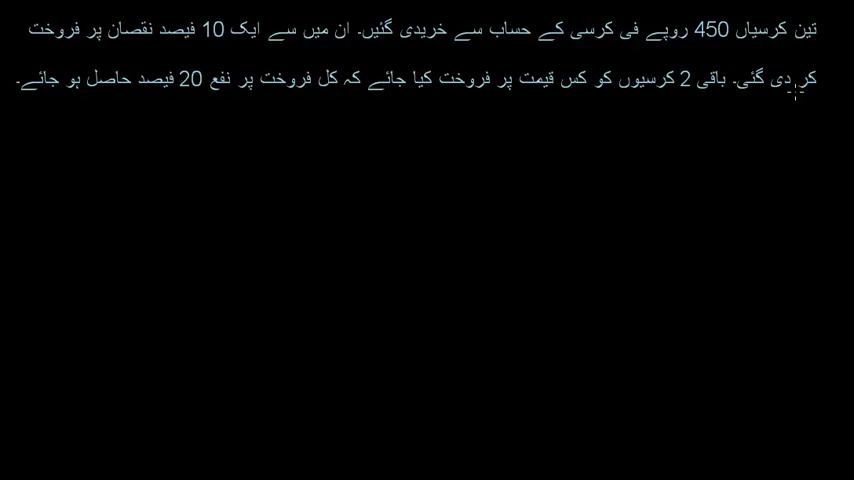 تین کرسیاں 450 روپے فی کرسی کے حساب سے خریدی گئیں۔ ان میں سے ایک 10 فیصد نقصان پر فروخت
کر دی گئی۔ باقی 2 کرسیوں کو کس قیمت پر فروخت کیا جائے کہ کل فروخت پر نفع 20 فیصد حاصل ہو جائے۔